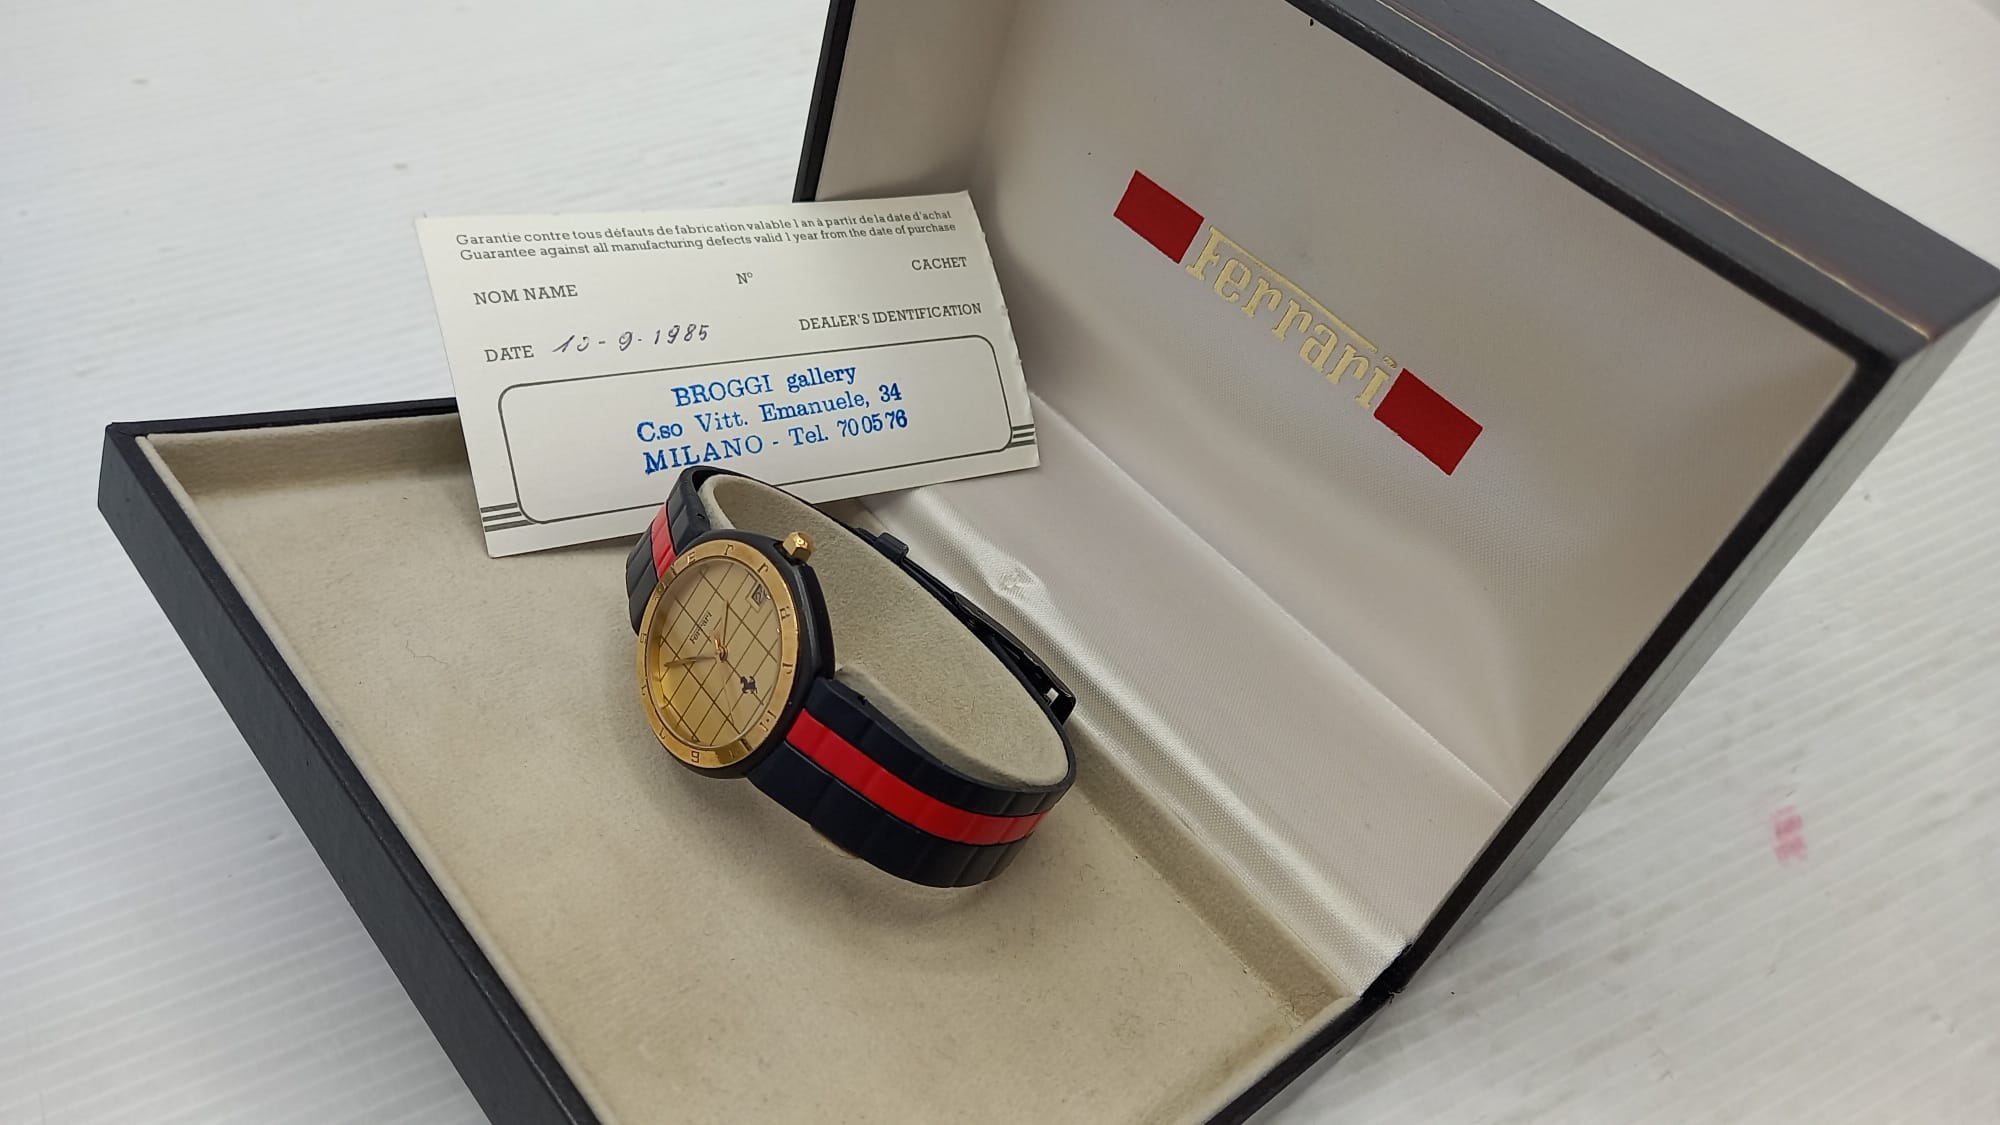 Garantie contre tous défauts de fabrication valable 1 an à partir de la date d'achat
Guarantee against all manufacturing defects valid 1 year from the date of purchase
NOM NAME
N°
CACHET
DATE 10-9-1985
DEALER'S IDENTIFICATION
BROGGI gallery
C.so Vitt. Emanuele, 34
MILANO - Tel. 700576
Ferrari
Ferrari